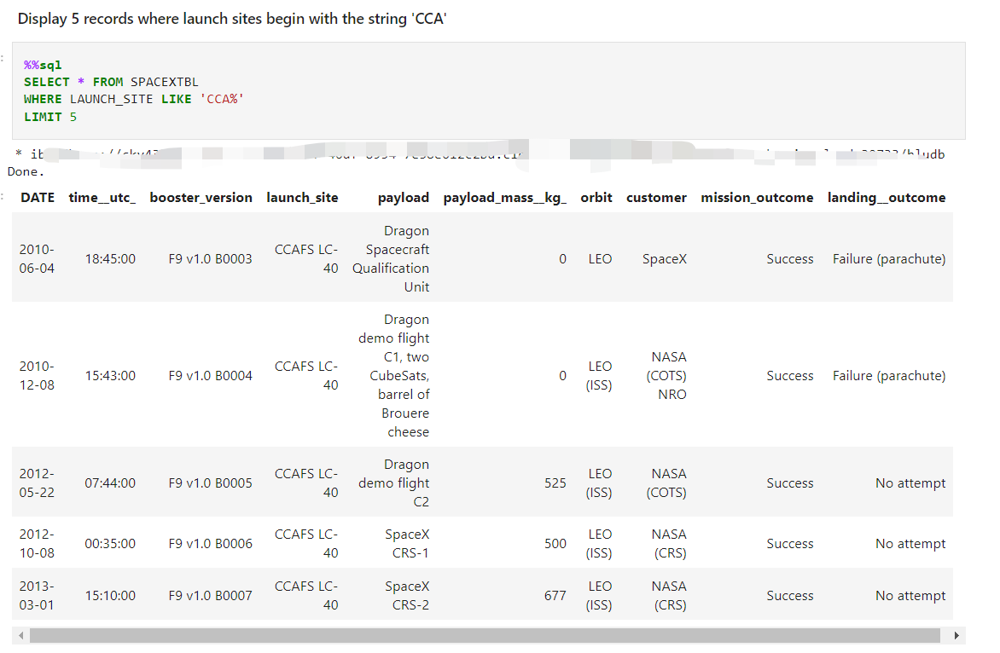 Display 5 records where launch sites begin with the string 'CCA'
%%sql
SELECT * FROM SPACEXTBL
WHERE LAUNCH_SITE LIKE 'CCA%'
LIMIT 5
* ib
Done.
DATE time__utc_ booster_version launch_site payload payload_mass__kg_ orbit customer mission_outcome landing__outcome
2010-06-04 18:45:00 F9 v1.0 B0003 CCAFS LC-40 Dragon Spacecraft Qualification Unit 0 LEO SpaceX Success Failure (parachute)
2010-12-08 15:43:00 F9 v1.0 B0004 CCAFS LC-40 Dragon demo flight C1, two CubeSats, barrel of Brouere cheese 0 LEO (ISS) NASA (COTS) NRO Success Failure (parachute)
2012-05-22 07:44:00 F9 v1.0 B0005 CCAFS LC-40 Dragon demo flight C2 525 LEO (ISS) NASA (COTS) Success No attempt
2012-10-08 00:35:00 F9 v1.0 B0006 CCAFS LC-40 SpaceX CRS-1 500 LEO (ISS) NASA (CRS) Success No attempt
2013-03-01 15:10:00 F9 v1.0 B0007 CCAFS LC-40 SpaceX CRS-2 677 LEO (ISS) NASA (CRS) Success No attempt